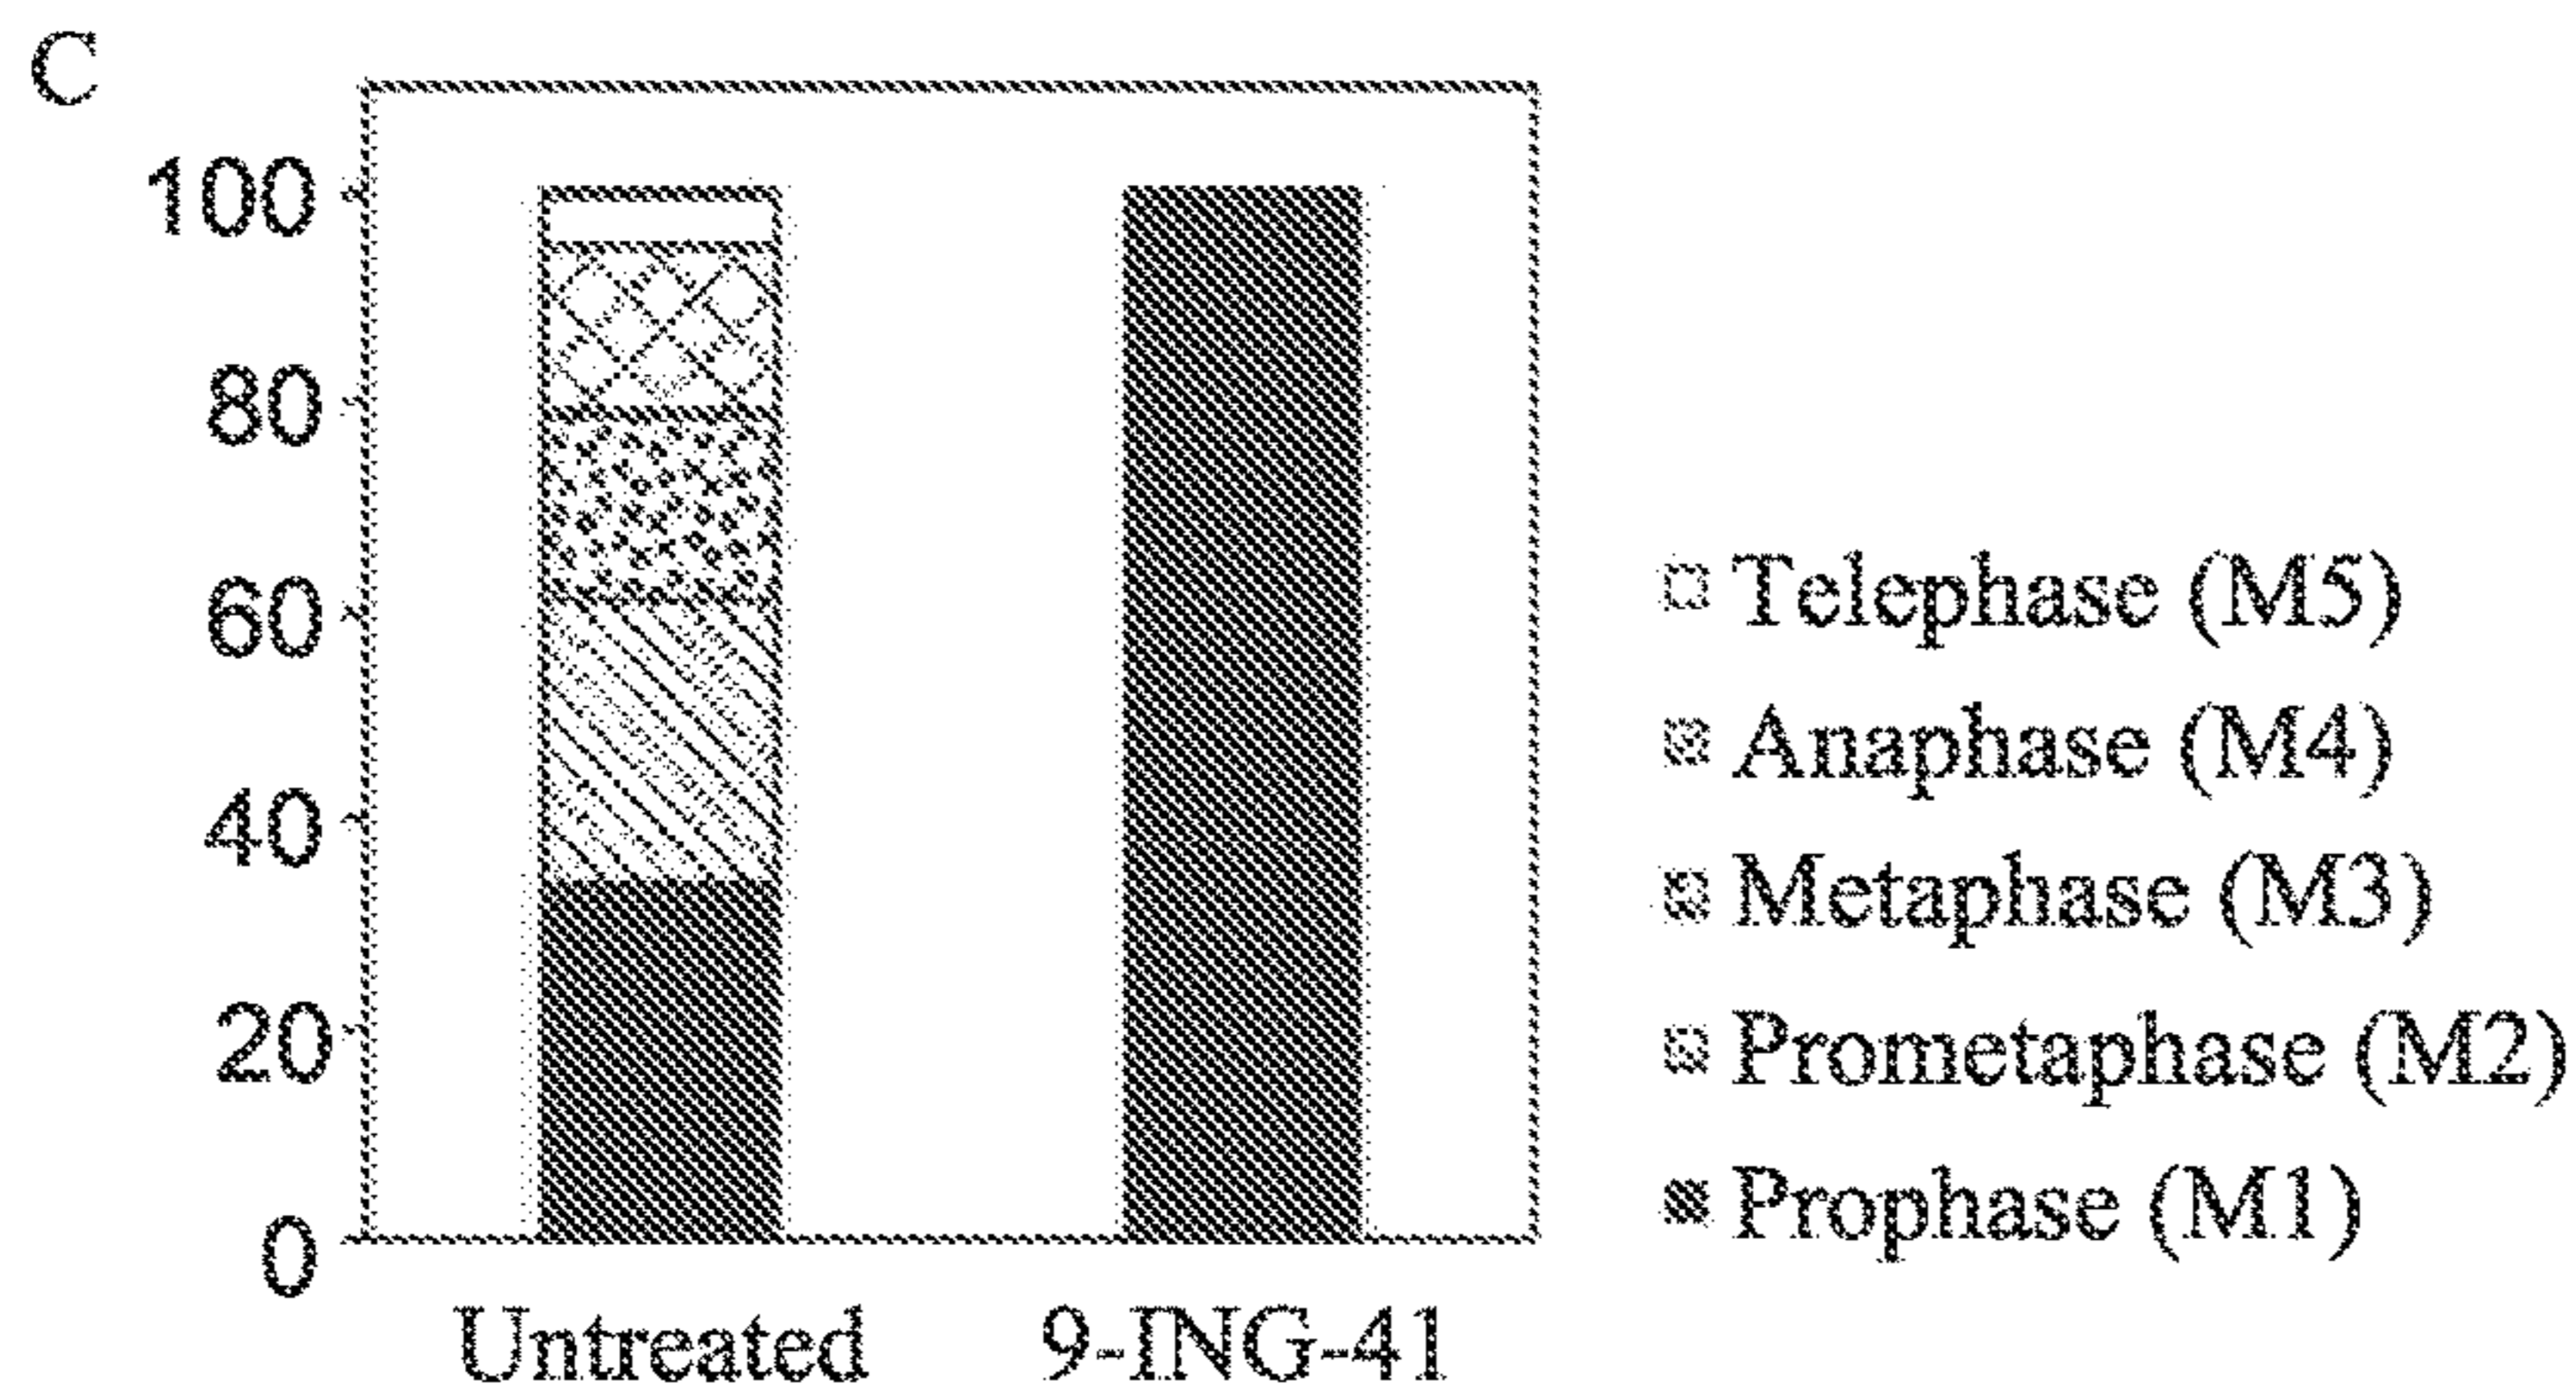 C
100
80
60
40
20
0
Untreated 9-ING-41
Telephase (M5)
Anaphase (M4)
Metaphase (M3)
Prometaphase (M2)
Prophase (M1)